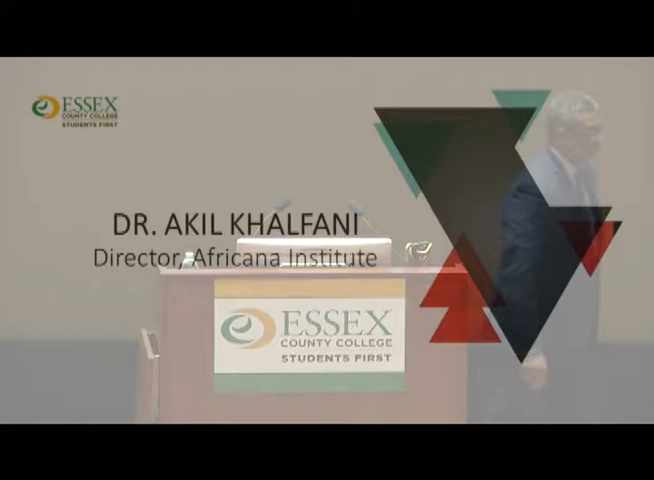 ESSEX
COUNTY COLLEGE
STUDENTS FIRST
DR. AKIL KHALFANI
Director, Africana Institute
ESSEX
COUNTY COLLEGE
STUDENTS FIRST